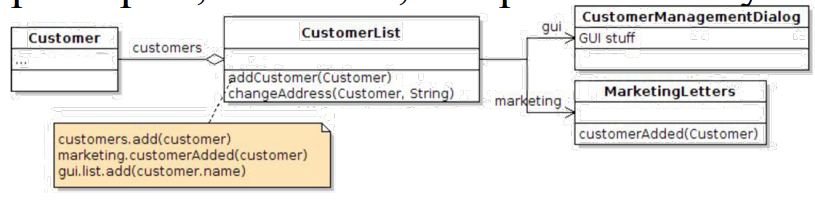 Customer
...
customers
CustomerList
addCustomer(Customer)
changeAddress(Customer, String)
gui
marketing
CustomerManagementDialog
GUI stuff
MarketingLetters
customerAdded(Customer)
customers.add(customer)
marketing.customerAdded(customer)
gui.list.add(customer.name)